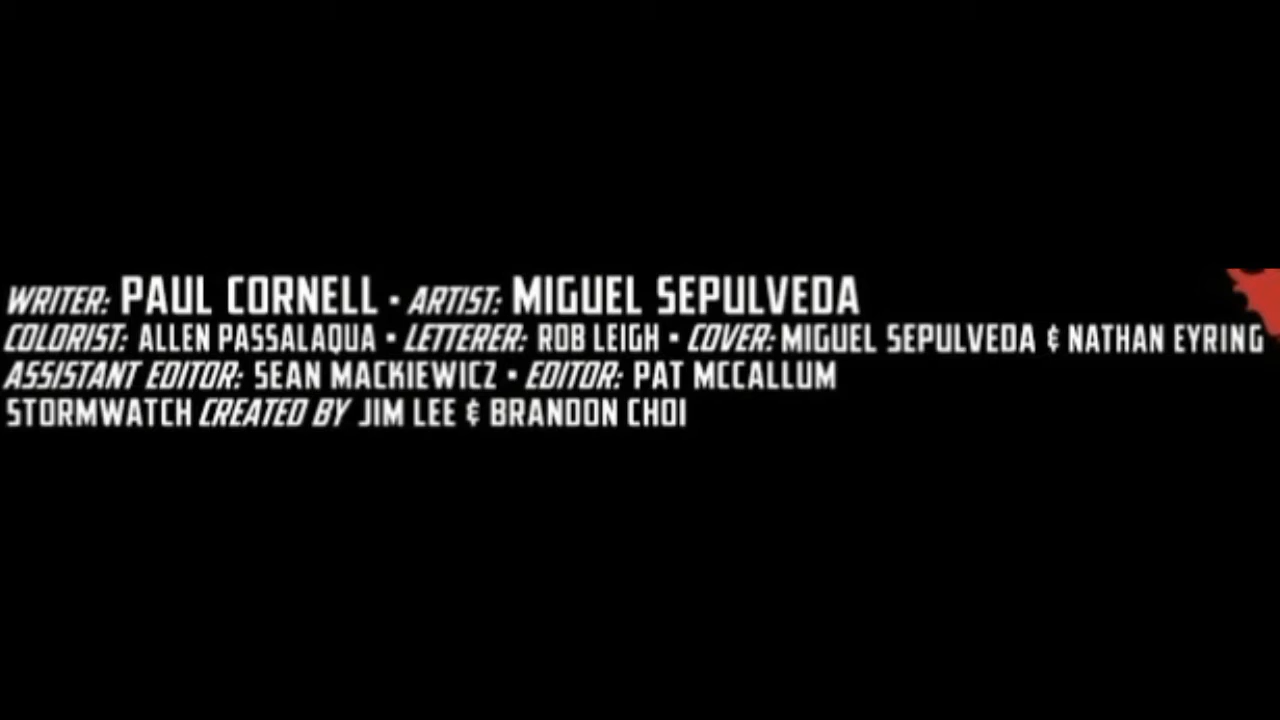 WRITER: PAUL CORNELL • ARTIST: MIGUEL SEPULVEDA
COLORIST: ALLEN PASSALAQUA • LETTERER: ROB LEIGH • COVER: MIGUEL SEPULVEDA & NATHAN EYRING
ASSISTANT EDITOR: SEAN MACKIEWICZ • EDITOR: PAT MCCALLUM
STORMWATCH CREATED BY JIM LEE & BRANDON CHOI